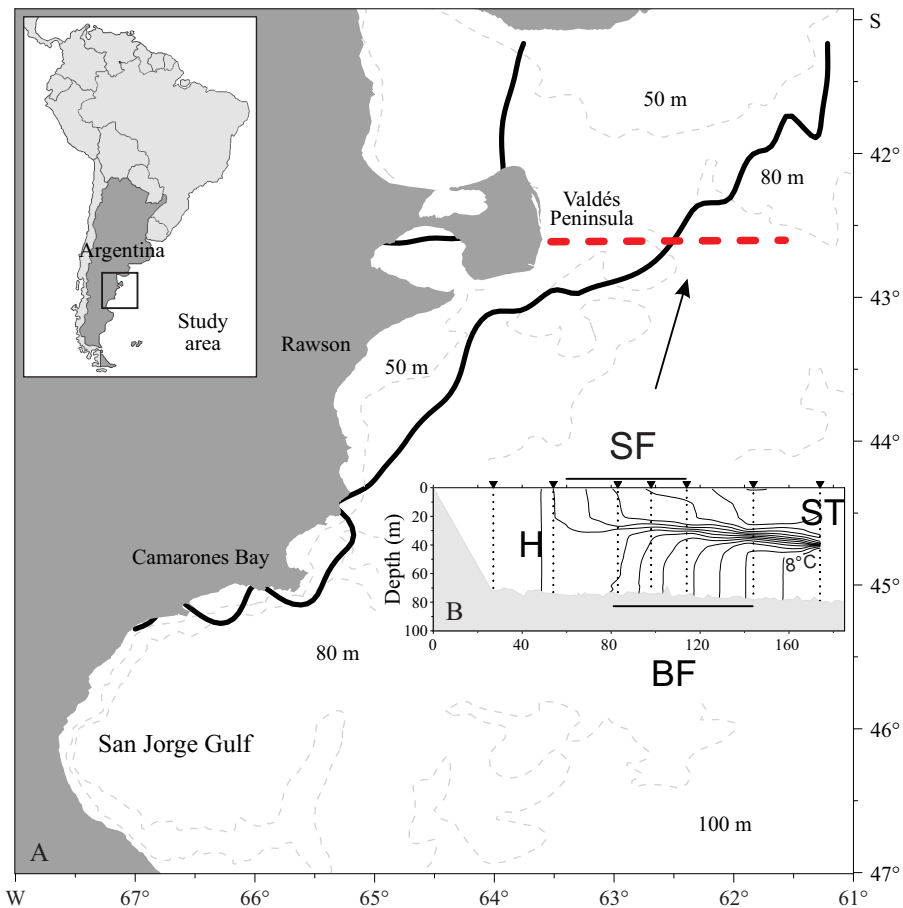 S
Argentina
Study
area
50 m
42°
80 m
Valdés
Peninsula
43°
Rawson
50 m
44°
SF
0
20
40
60
80
100
Depth (m)
H
ST
8°C
B
0
40
80
120
160
BF
Camarones Bay
45°
80 m
46°
San Jorge Gulf
100 m
A
47°
W
67°
66°
65°
64°
63°
62°
61°